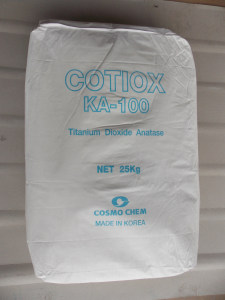 COTIOX
KA-100
Titanium Dioxide Anatase
NET 25Kg
COSMO CHEM
MADE IN KOREA